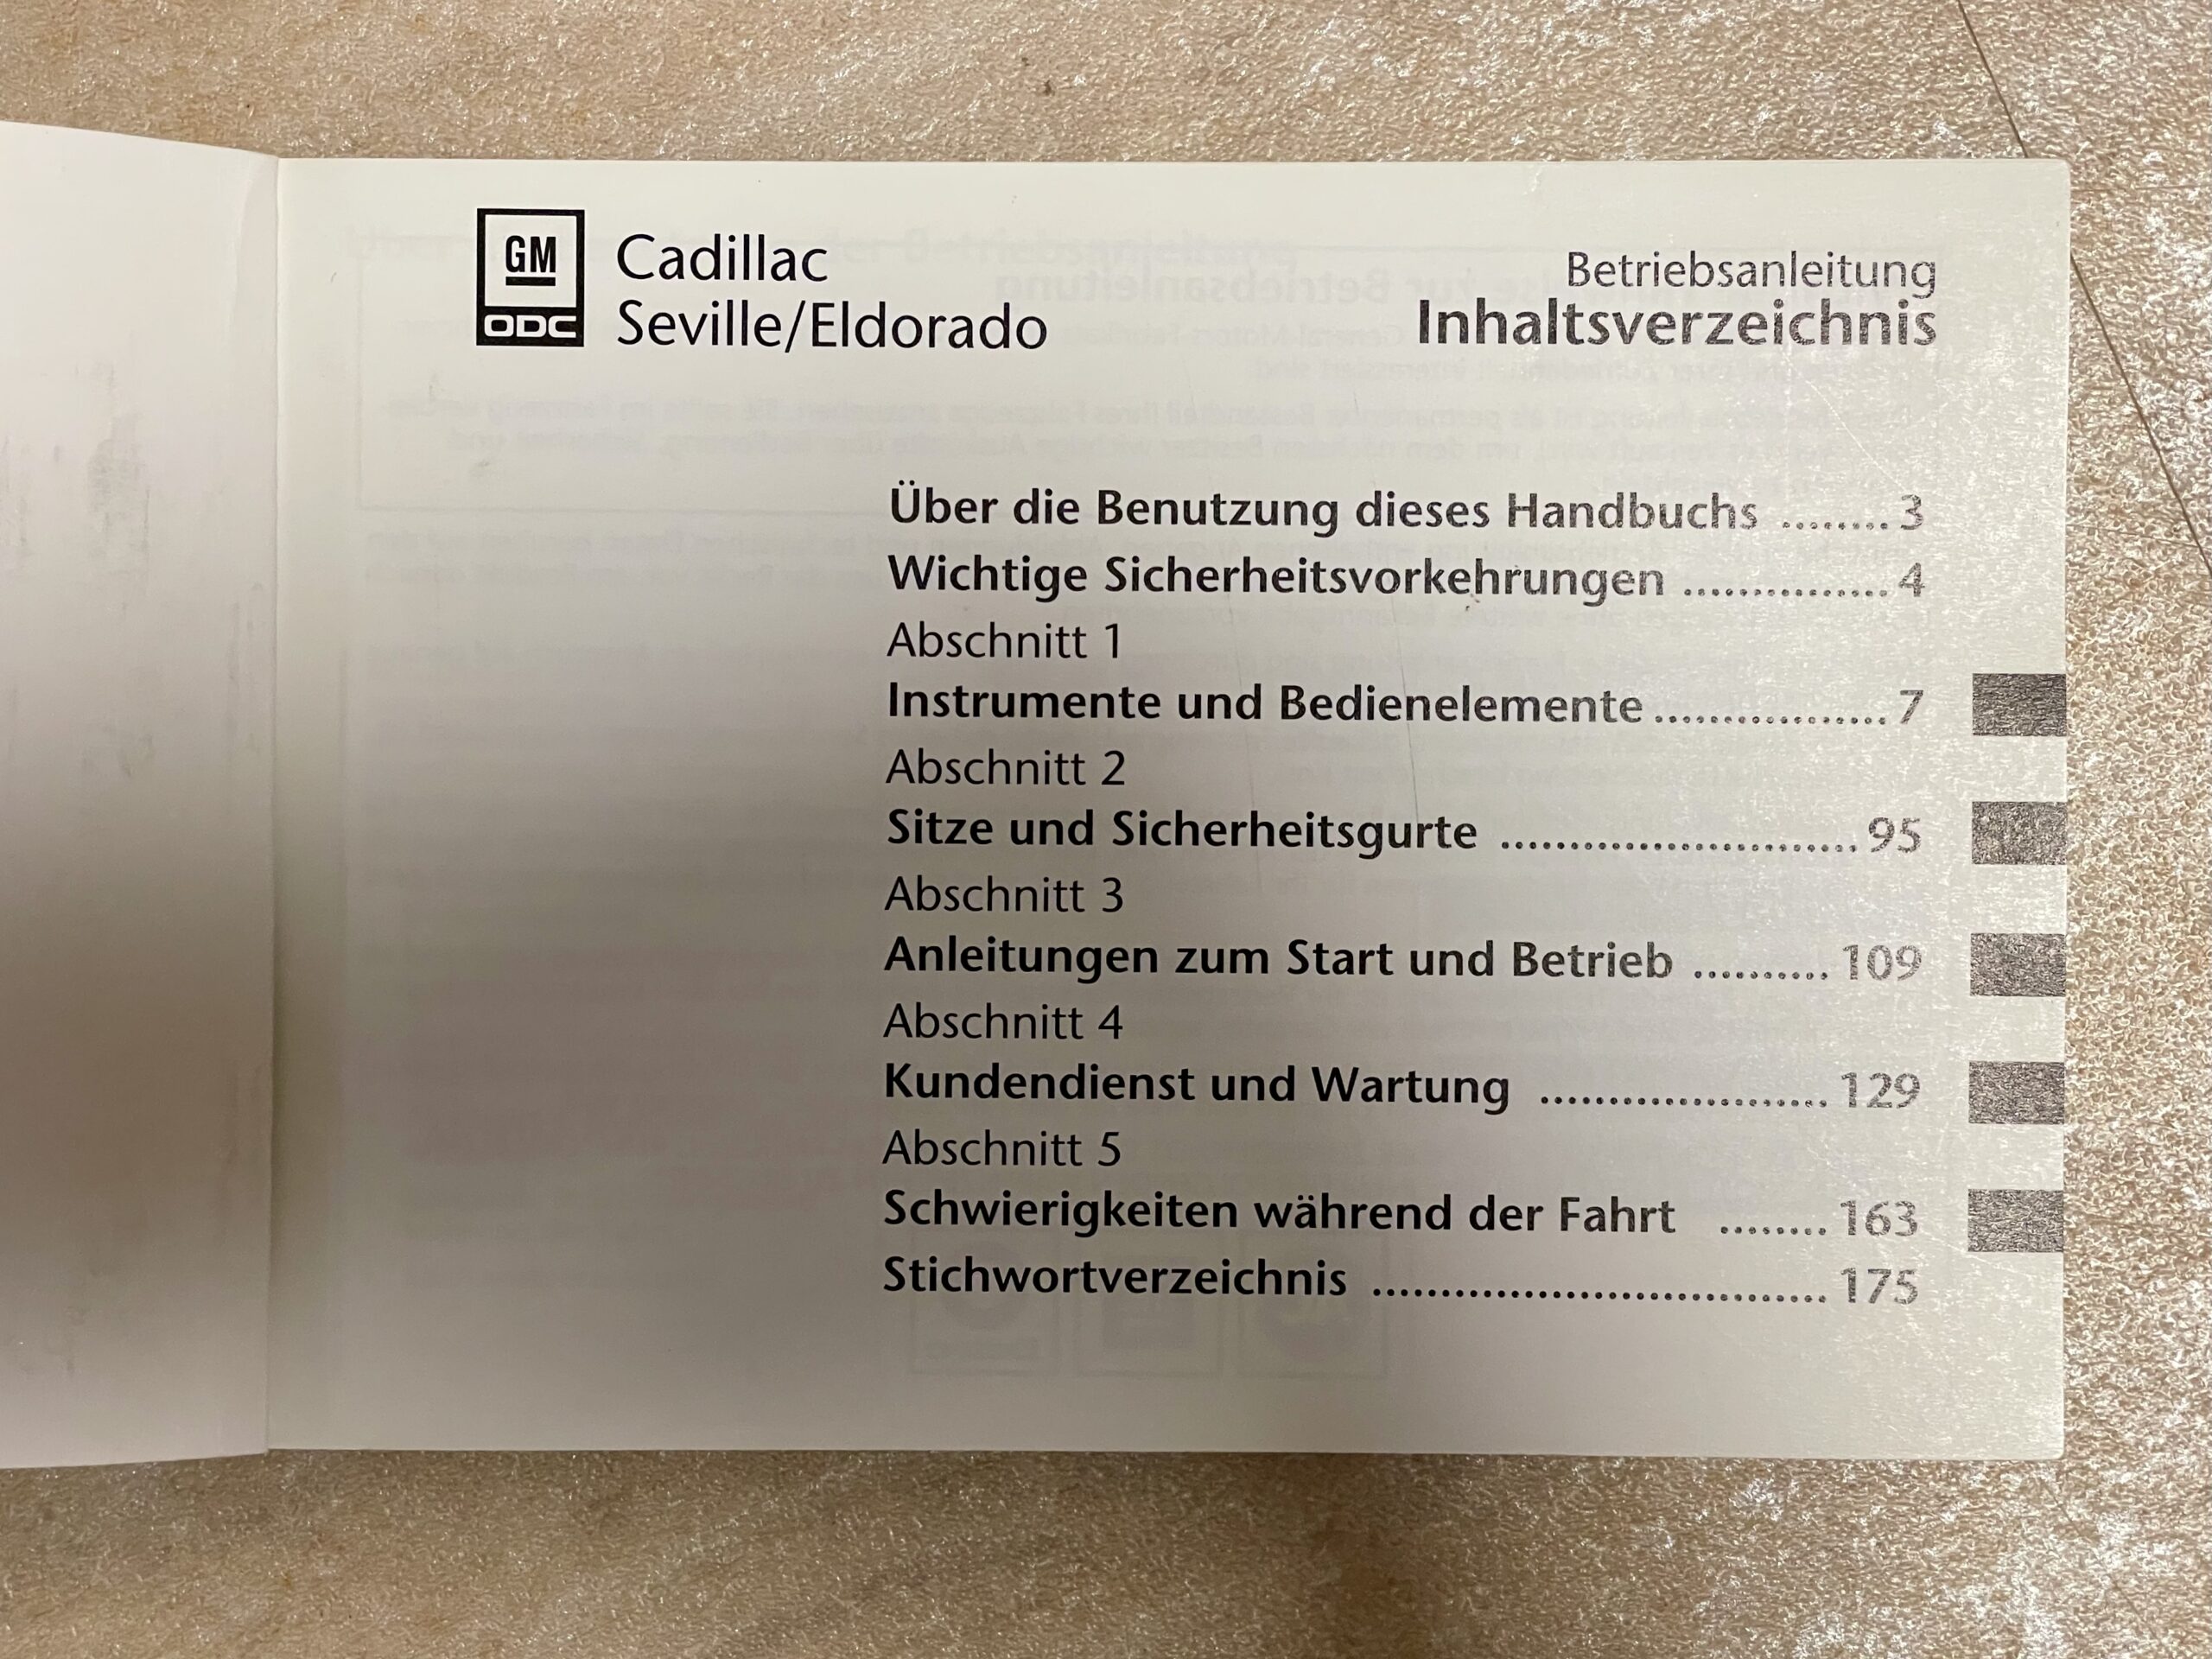 GM
ODC
Cadillac
Seville/Eldorado
Betriebsanleitung
Inhaltsverzeichnis
Über die Benutzung dieses Handbuchs ........ 3
Wichtige Sicherheitsvorkehrungen ............... 4
Abschnitt 1
Instrumente und Bedienelemente ................. 7
Abschnitt 2
Sitze und Sicherheitsgurte .......................... 95
Abschnitt 3
Anleitungen zum Start und Betrieb .......... 109
Abschnitt 4
Kundendienst und Wartung ..................... 129
Abschnitt 5
Schwierigkeiten während der Fahrt ........ 163
Stichwortverzeichnis ................................. 175